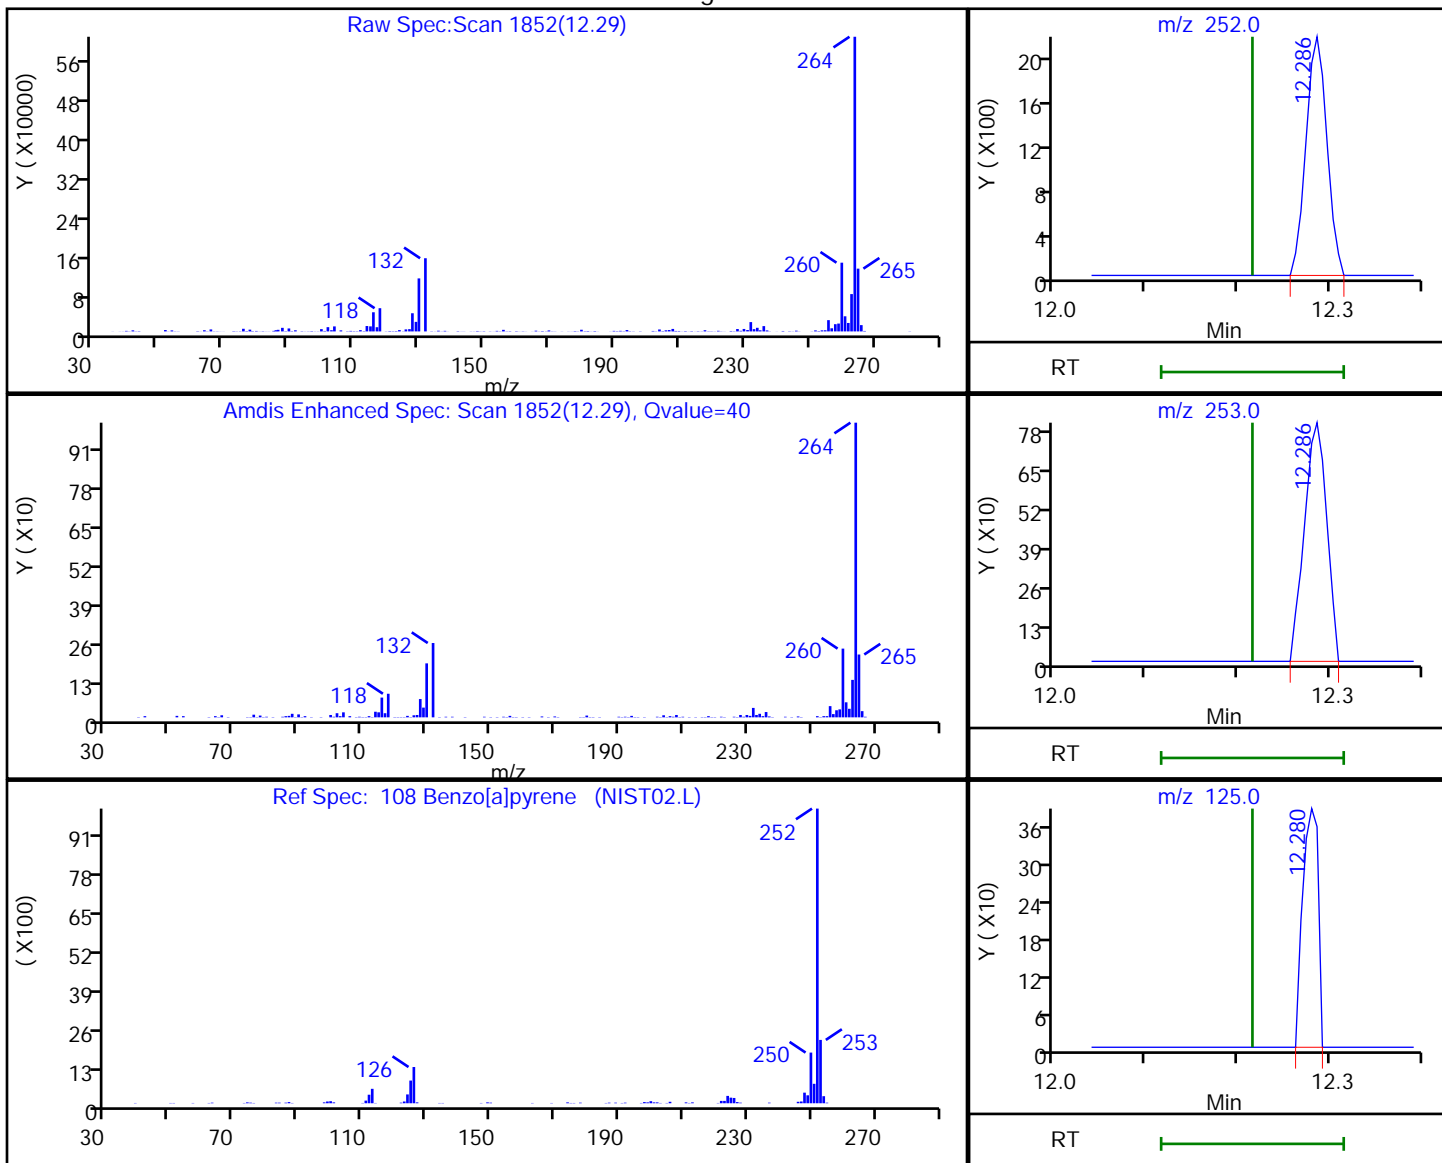 Raw Spec:Scan 1852(12.29)
Y ( X10000)
56
48
40
32
24
16
8
0
264
132
118
260
265
30 70 110 150 190 230 270
m/z
m/z 252.0
Y ( X100)
20
16
12
8
4
0
12.286
12.0 12.3
Min
RT
Amdis Enhanced Spec: Scan 1852(12.29), Qvalue=40
Y ( X10)
91
78
65
52
39
26
13
0
264
132
118
260
265
30 70 110 150 190 230 270
m/z
m/z 253.0
Y ( X10)
78
65
52
39
26
13
0
12.286
12.0 12.3
Min
RT
Ref Spec: 108 Benzo[a]pyrene (NIST02.L)
( X100)
91
78
65
52
39
26
13
0
252
126
250
253
30 70 110 150 190 230 270
m/z 125.0
Y ( X10)
36
30
24
18
12
6
0
12.280
12.0 12.3
Min
RT